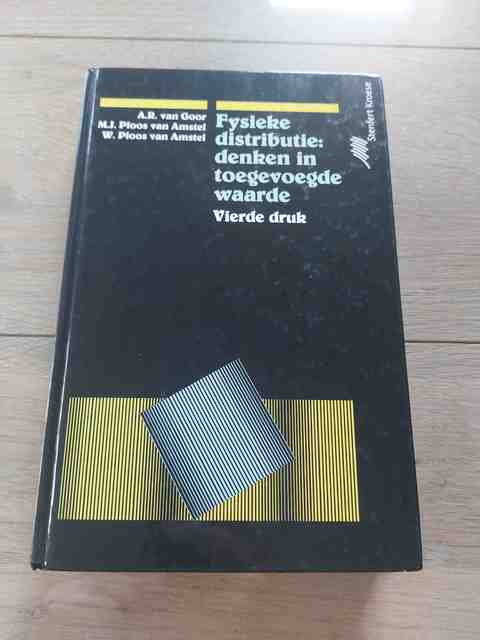 A.R. van Goor
M.J. Ploos van Amstel
W. Ploos van Amstel
Fysieke
distributie:
denken in
toegevoegde
waarde
Vierde druk
Stenfert Kroese